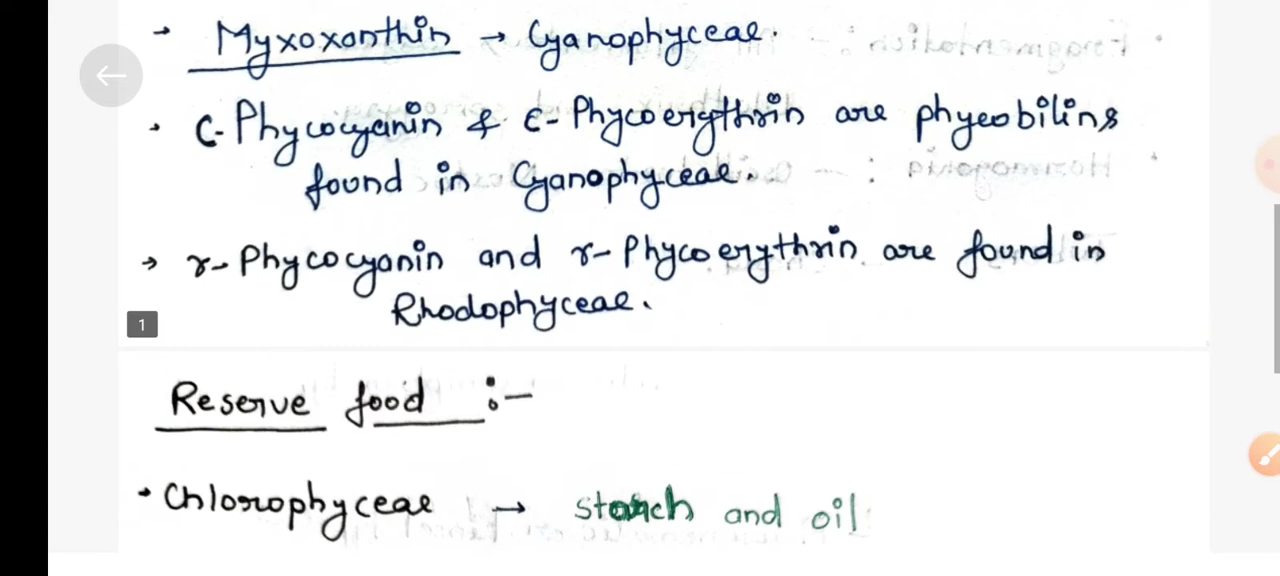 Myxoxanthin → Cyanophyceae.
C-Phycocyanin & C-Phycoerythrin are phycobilins
found in Cyanophyceae.
→ r-Phycocyanin and r-Phycoerythrin are found in
Rhodophyceae.
1
Reserve food :-
Chlorophyceae → starch and oil